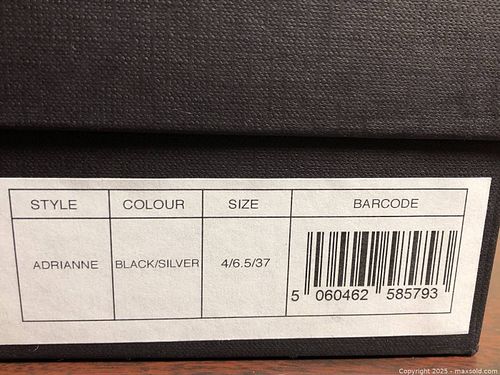 STYLE COLOUR SIZE BARCODE
ADRIANNE BLACK/SILVER 4/6.5/37
5 060462 585793
Copyright 2025 - maxsold.com